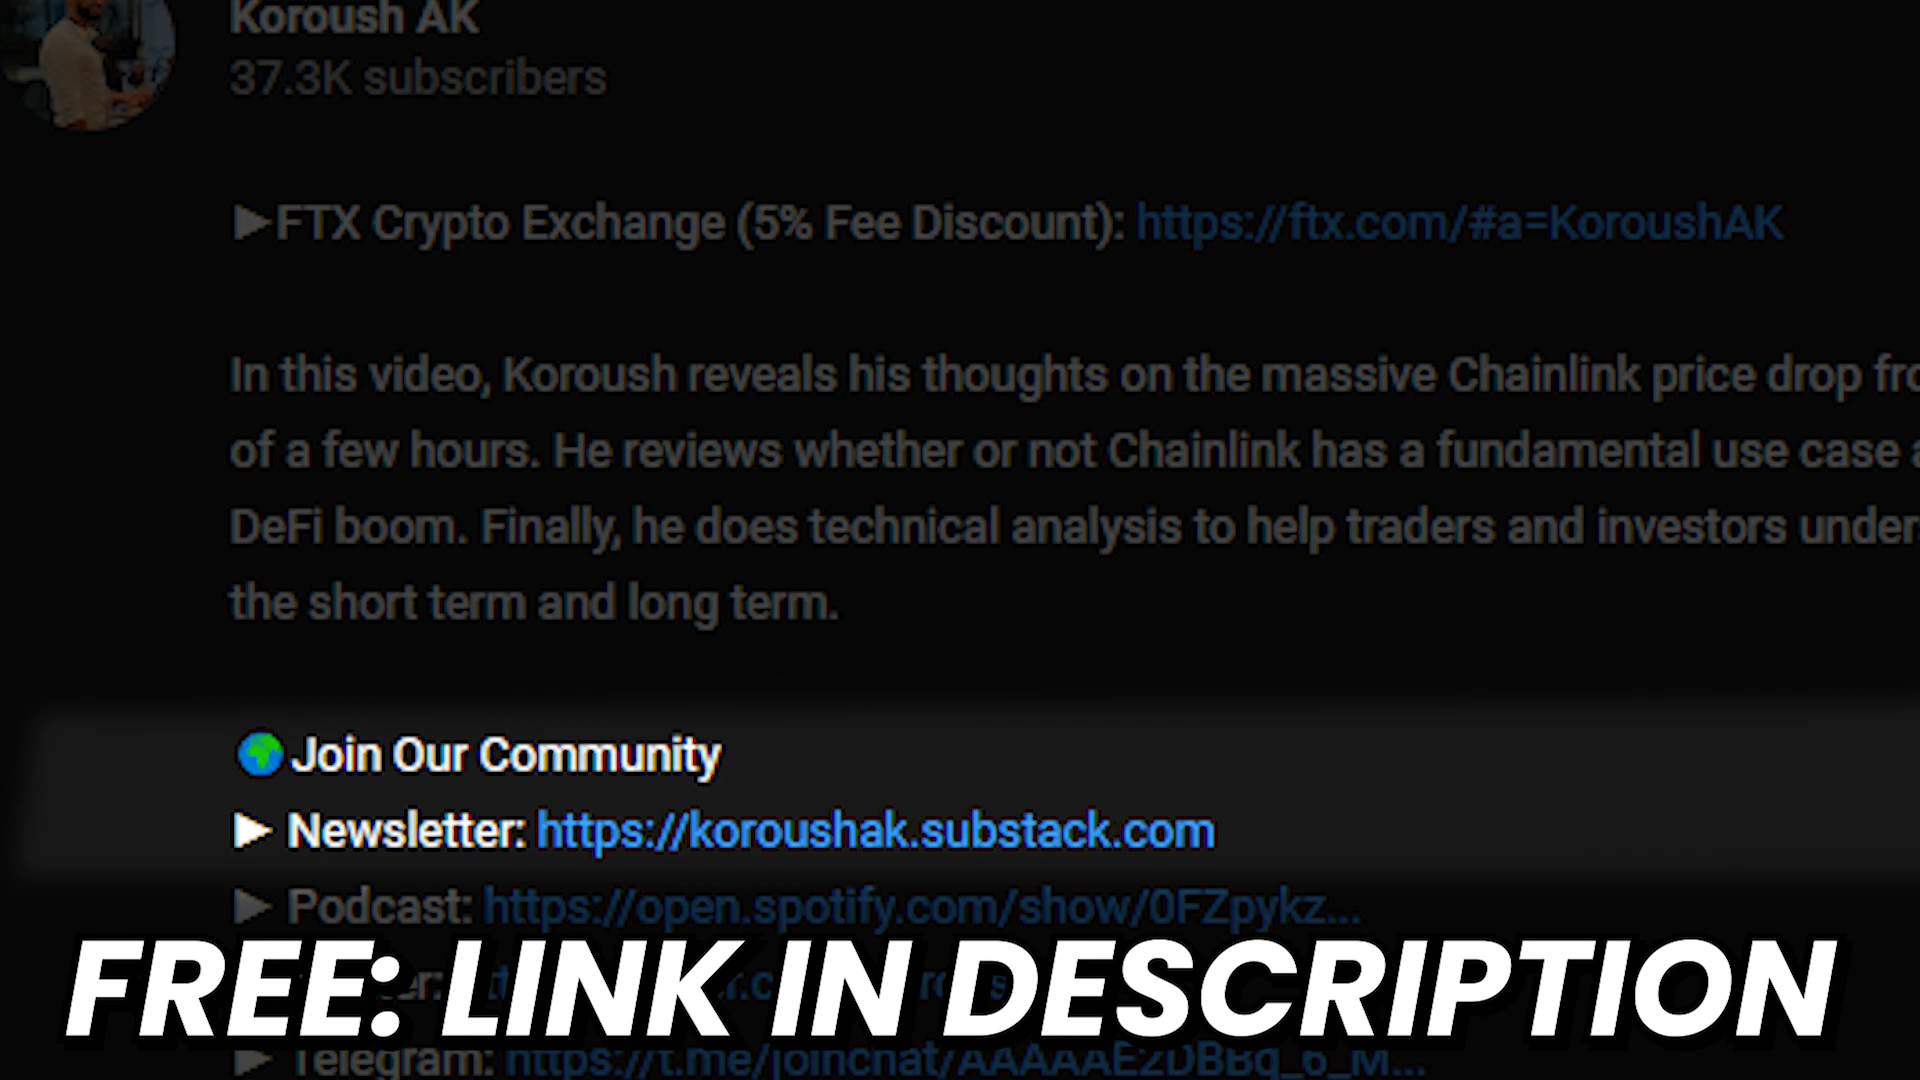 Koroush AK
37.3K subscribers
▶FTX Crypto Exchange (5% Fee Discount): https://ftx.com/#a=KoroushAK
In this video, Koroush reveals his thoughts on the massive Chainlink price drop
of a few hours. He reviews whether or not Chainlink has a fundamental use case
DeFi boom. Finally, he does technical analysis to help traders and investors
the short term and long term.
🌍Join Our Community
▶ Newsletter: https://koroushak.substack.com
▶ Podcast: https://open.spotify.com/show/0FZpykz...
FREE: LINK IN DESCRIPTION
▶ Telegram: https://t.me/joinchat/AAAAAE2DBBq_6_M...